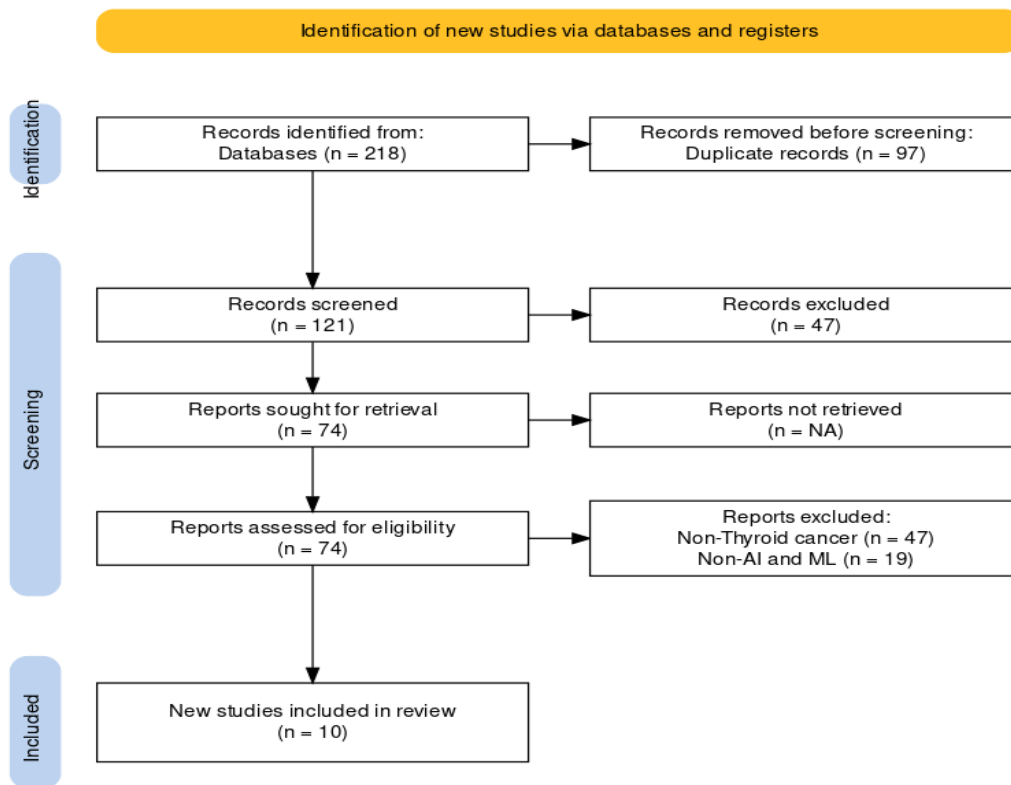 Identification of new studies via databases and registers
Identification
Records identified from:
Databases (n = 218)
Records removed before screening:
Duplicate records (n = 97)
Screening
Records screened
(n = 121)
Records excluded
(n = 47)
Reports sought for retrieval
(n = 74)
Reports not retrieved
(n = NA)
Reports assessed for eligibility
(n = 74)
Reports excluded:
Non-Thyroid cancer (n = 47)
Non-AI and ML (n = 19)
Included
New studies included in review
(n = 10)